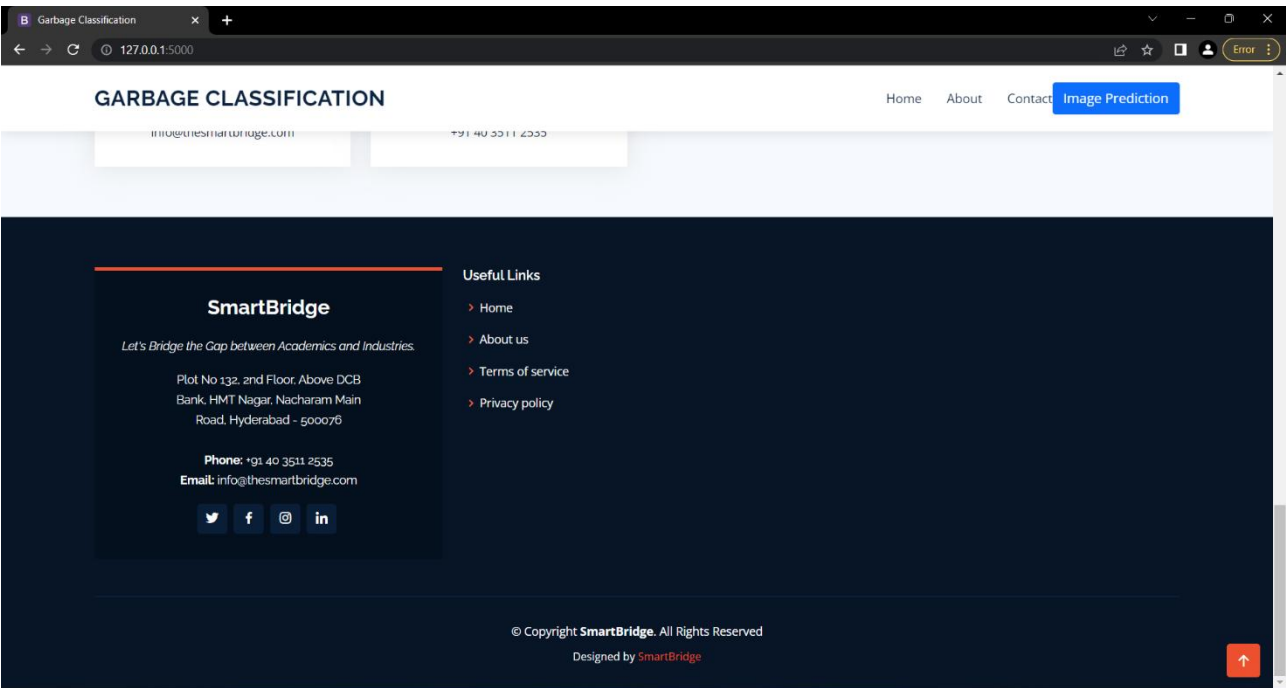 Garbage Classification
127.0.0.1:5000
Error
GARBAGE CLASSIFICATION
Home About Contact Image Prediction
info@thesmartbridge.com
+91 40 3511 2535
SmartBridge
Let's Bridge the Gap between Academics and Industries.
Plot No 132, 2nd Floor, Above DCB
Bank, HMT Nagar, Nacharam Main
Road, Hyderabad - 500076
Phone: +91 40 3511 2535
Email: info@thesmartbridge.com
Useful Links
Home
About us
Terms of service
Privacy policy
© Copyright SmartBridge. All Rights Reserved
Designed by SmartBridge